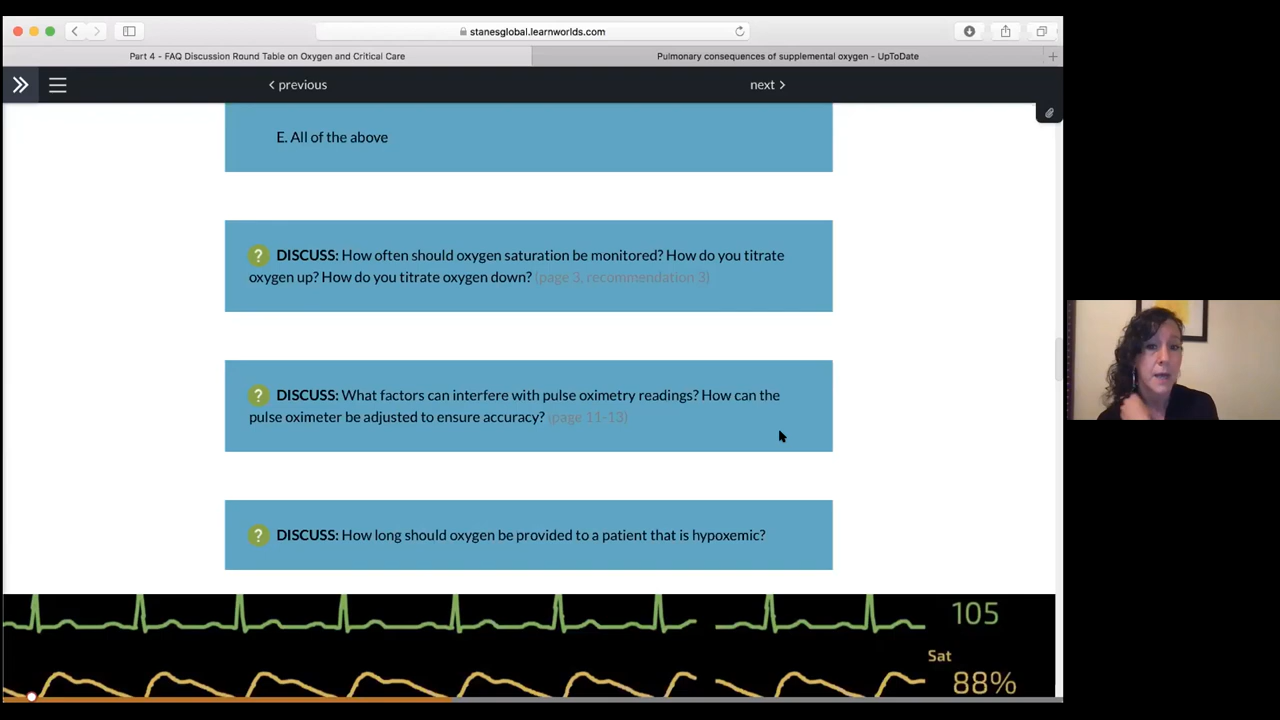 stanesglobal.learnworlds.com
Part 4 - FAQ Discussion Round Table on Oxygen and Critical Care
Pulmonary consequences of supplemental oxygen - UpToDate
< previous
next >
E. All of the above
? DISCUSS: How often should oxygen saturation be monitored? How do you titrate
oxygen up? How do you titrate oxygen down? (page 3, recommendation 3)
? DISCUSS: What factors can interfere with pulse oximetry readings? How can the
pulse oximeter be adjusted to ensure accuracy? (page 11-13)
? DISCUSS: How long should oxygen be provided to a patient that is hypoxemic?
105
Sat
88%